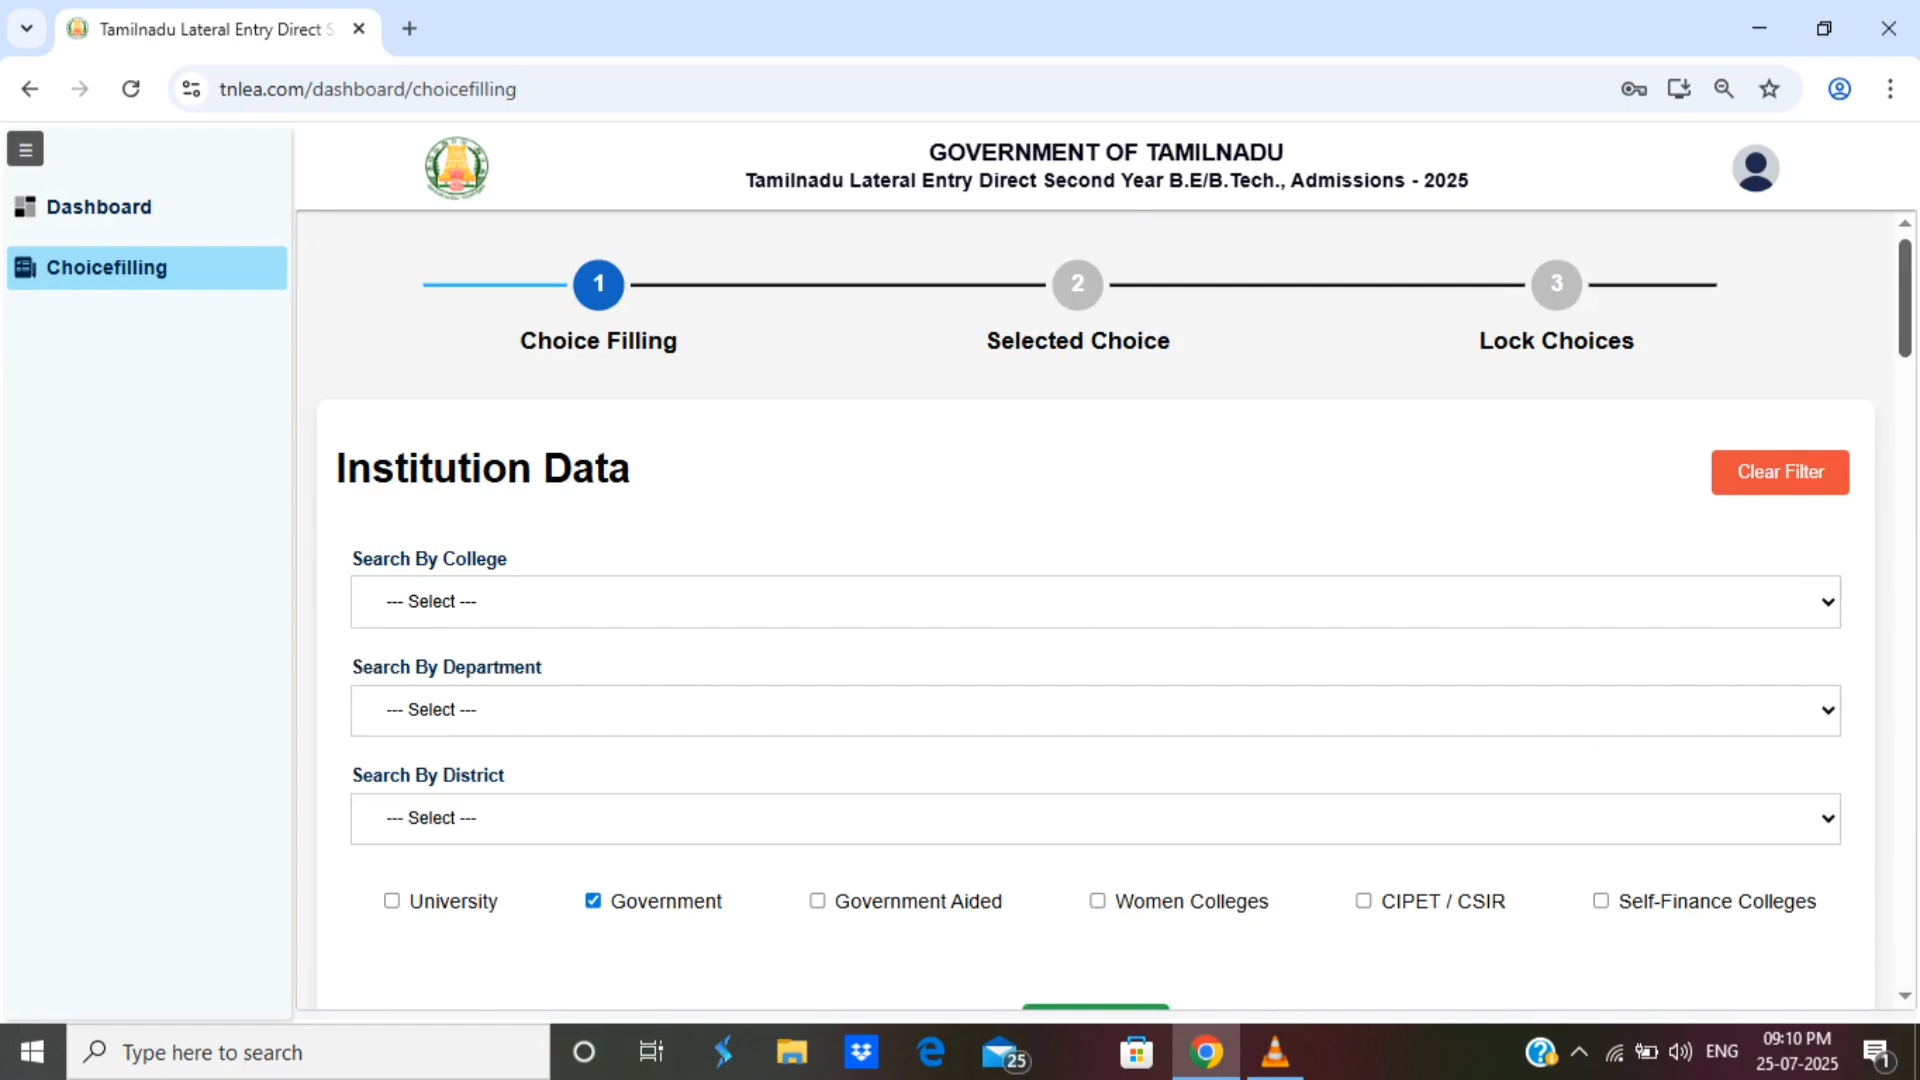 Tamilnadu Lateral Entry Direct S
tnlea.com/dashboard/choicefilling
GOVERNMENT OF TAMILNADU
Tamilnadu Lateral Entry Direct Second Year B.E/B.Tech., Admissions - 2025
Dashboard
Choicefilling
1
2
3
Choice Filling
Selected Choice
Lock Choices
Institution Data
Clear Filter
Search By College
--- Select ---
Search By Department
--- Select ---
Search By District
--- Select ---
University
Government
Government Aided
Women Colleges
CIPET / CSIR
Self-Finance Colleges
Type here to search
25
ENG
09:10 PM
25-07-2025
1